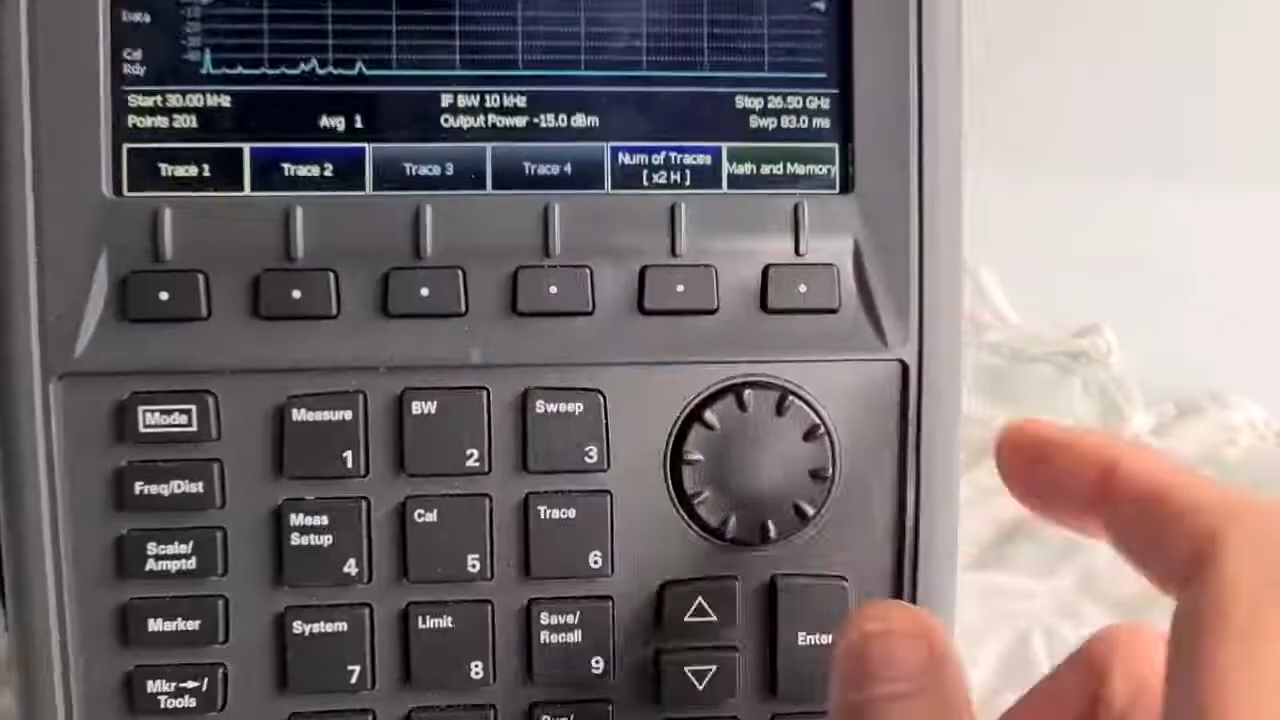 Data
Cal
Rdy
Start 30.00 kHz
IF BW 10 kHz
Stop 26.50 GHz
Points 201
Avg 1
Output Power -15.0 dBm
Swp 83.0 ms
Trace 1
Trace 2
Trace 3
Trace 4
Num of Traces
[ x2 H ]
Math and Memory
Mode
Measure
1
BW
2
Sweep
3
Freq/Dist
Meas
Setup
4
Cal
5
Trace
6
Scale/
Amptd
Marker
System
7
Limit
8
Save/
Recall
9
Enter
Mkr→/
Tools